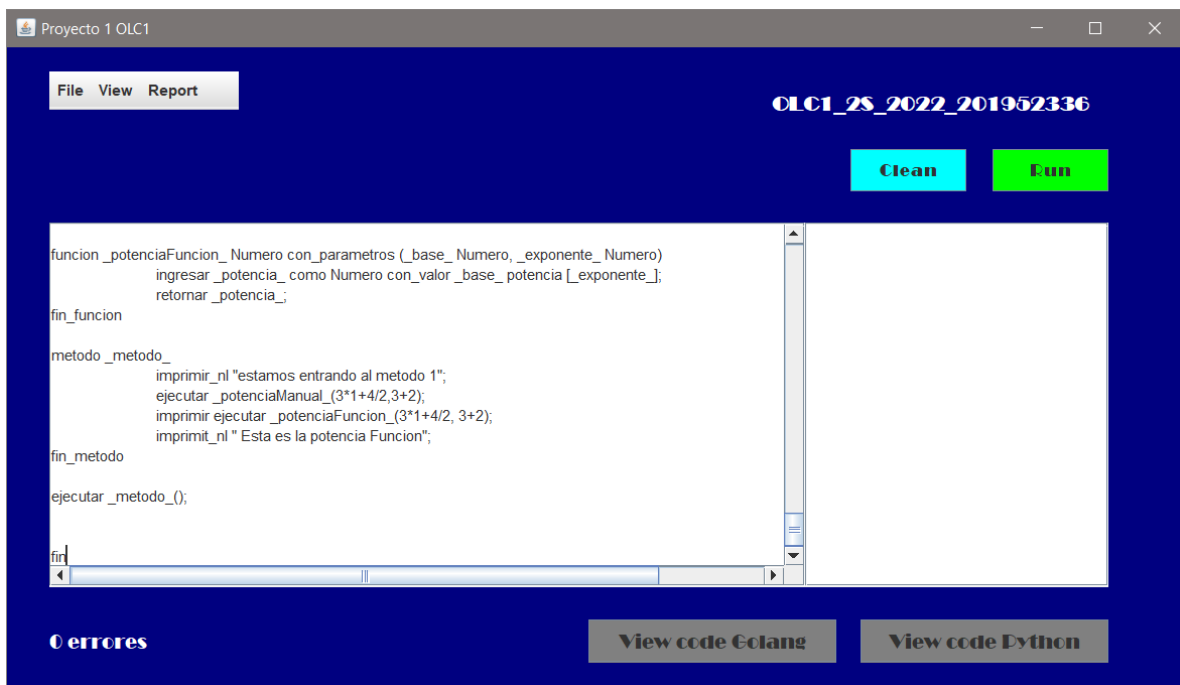 Proyecto 1 OLC1
File View Report
OLC1_2S_2022_201952336
Clean Run
funcion _potenciaFuncion_ Numero con_parametros (_base_ Numero, _exponente_ Numero)
ingresar _potencia_ como Numero con_valor _base_ potencia [_exponente_];
retornar _potencia_;
fin_funcion
metodo _metodo_
imprimir_nl "estamos entrando al metodo 1";
ejecutar _potenciaManual_(3*1+4/2,3+2);
imprimir ejecutar _potenciaFuncion_(3*1+4/2, 3+2);
imprimit_nl " Esta es la potencia Funcion";
fin_metodo
ejecutar _metodo_();
fin
0 errores
View code Golang View code Python